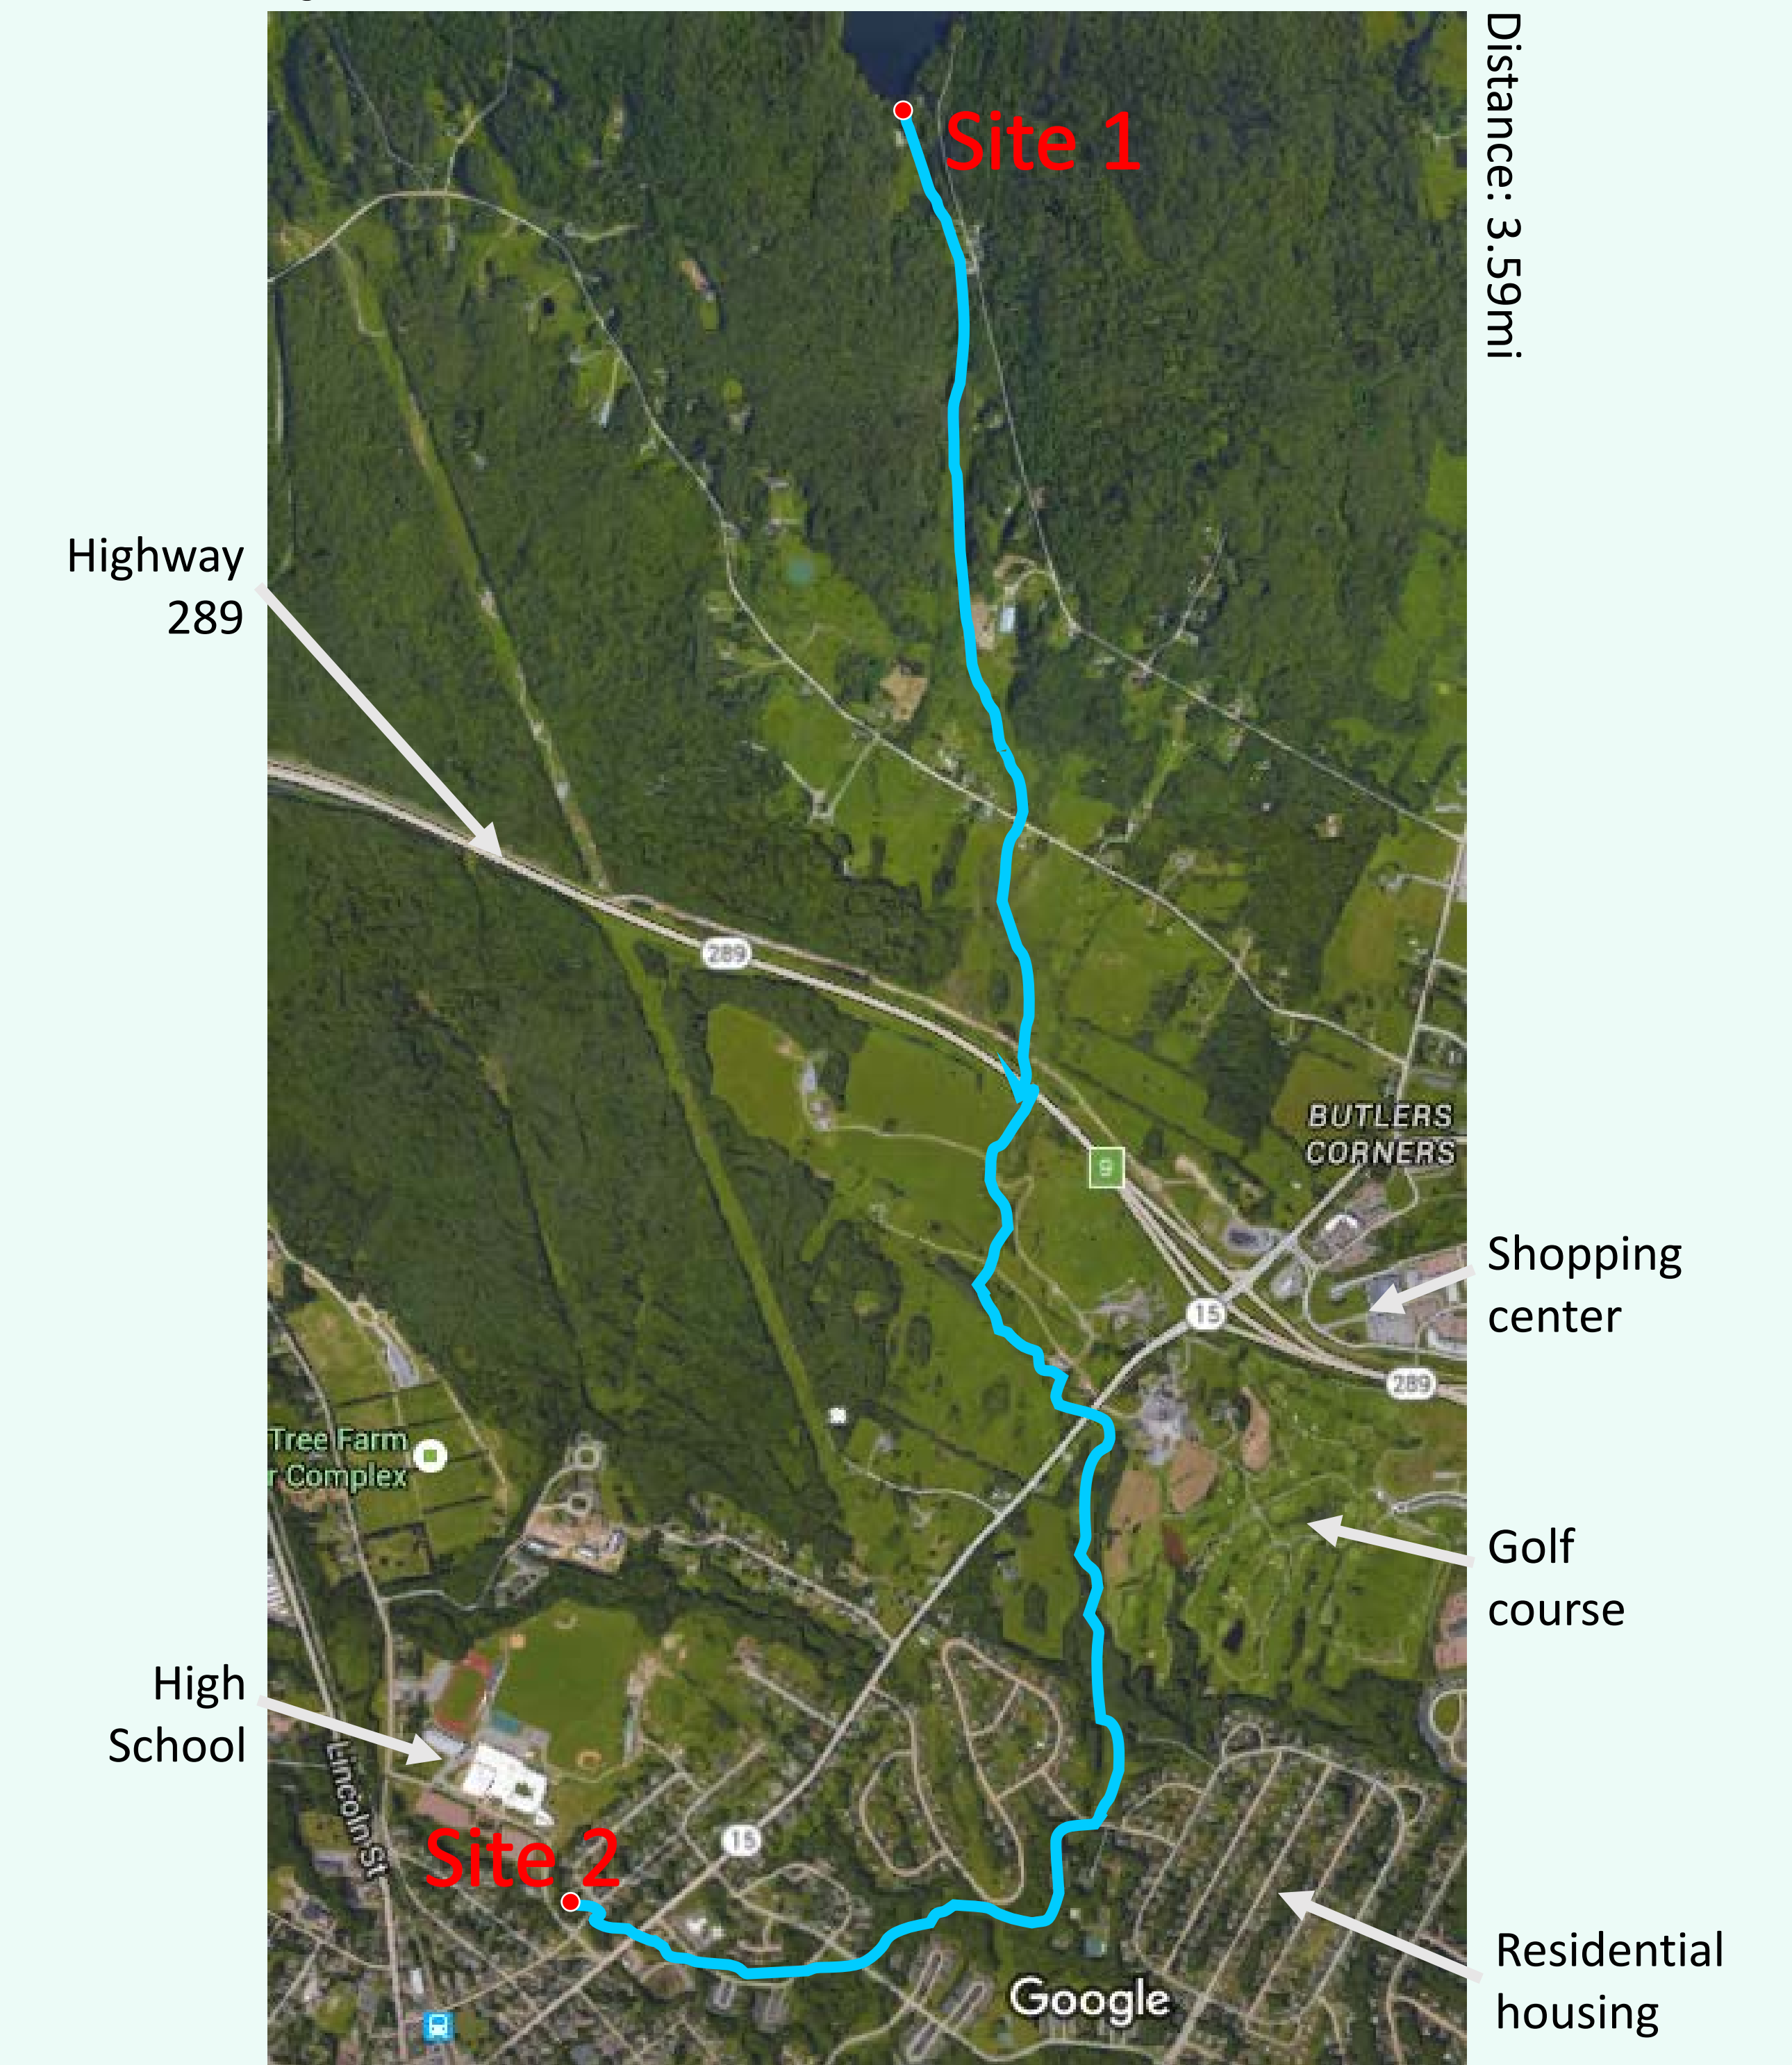 Site 1
Distance: 3.59mi
Highway
289
289
BUTLERS
CORNERS
9
Shopping
center
15
289
Tree Farm
r Complex
Golf
course
High
School
Lincoln St
15
Site 2
Residential
housing
Google